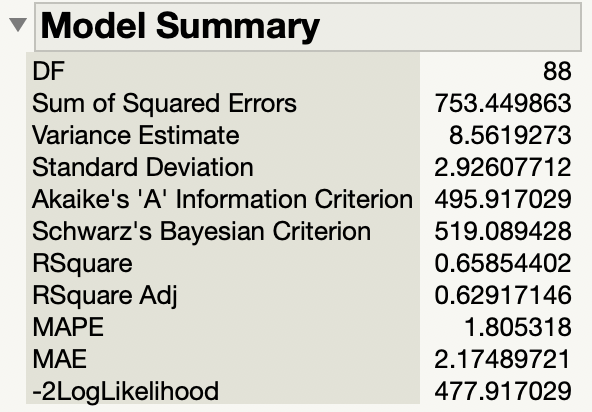 Model Summary
DF 88
Sum of Squared Errors 753.449863
Variance Estimate 8.5619273
Standard Deviation 2.92607712
Akaike's 'A' Information Criterion 495.917029
Schwarz's Bayesian Criterion 519.089428
RSquare 0.65854402
RSquare Adj 0.62917146
MAPE 1.805318
MAE 2.17489721
-2LogLikelihood 477.917029